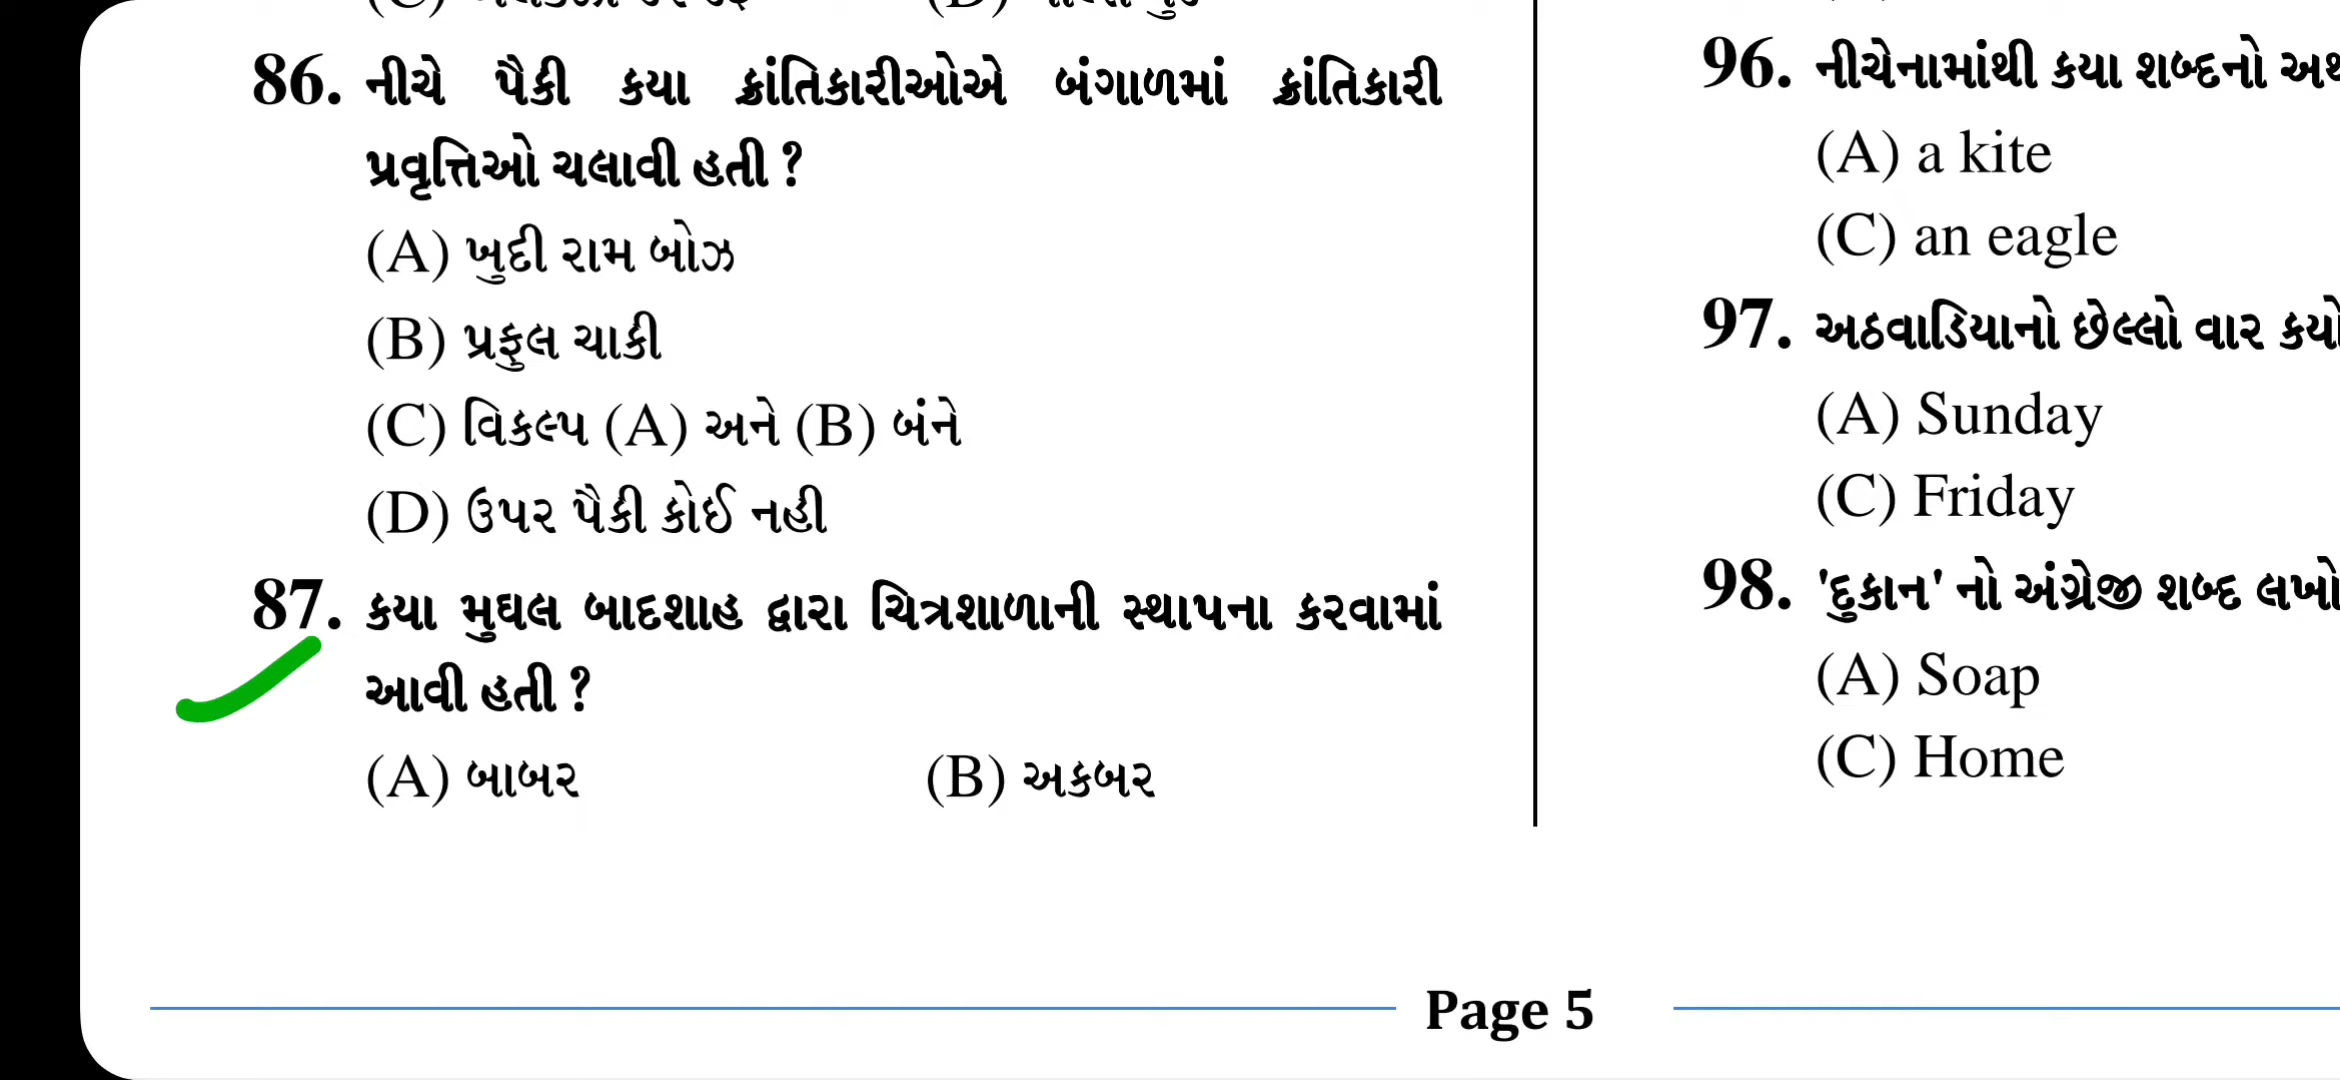 86. નીચે પૈકી કયા ક્રાંતિકારીઓએ બંગાળમાં ક્રાંતિકારી
પ્રવૃત્તિઓ ચલાવી હતી ?
(A) ખુદી રામ બોઝ
(B) પ્રફુલ ચાકી
(C) વિકલ્પ (A) અને (B) બંને
(D) ઉપર પૈકી કોઈ નહી
87. કયા મુઘલ બાદશાહ દ્વારા ચિત્રશાળાની સ્થાપના કરવામાં
આવી હતી ?
(A) બાબર (B) અકબર
96. નીચેનામાંથી કયા શબ્દનો
(A) a kite
(C) an eagle
97. અઠવાડિયાનો છેલ્લો વાર કયો
(A) Sunday
(C) Friday
98. 'દુકાન' નો અંગ્રેજી શબ્દ લખો
(A) Soap
(C) Home
Page 5